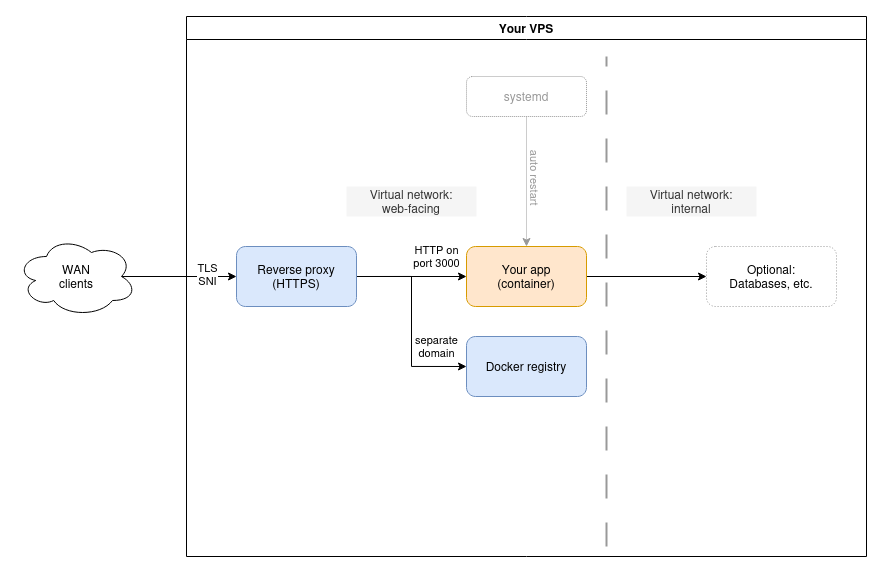 Your VPS
systemd
auto restart
Virtual network:
web-facing
Virtual network:
internal
WAN
clients
TLS
SNI
Reverse proxy
(HTTPS)
HTTP on
port 3000
Your app
(container)
Optional:
Databases, etc.
separate
domain
Docker registry